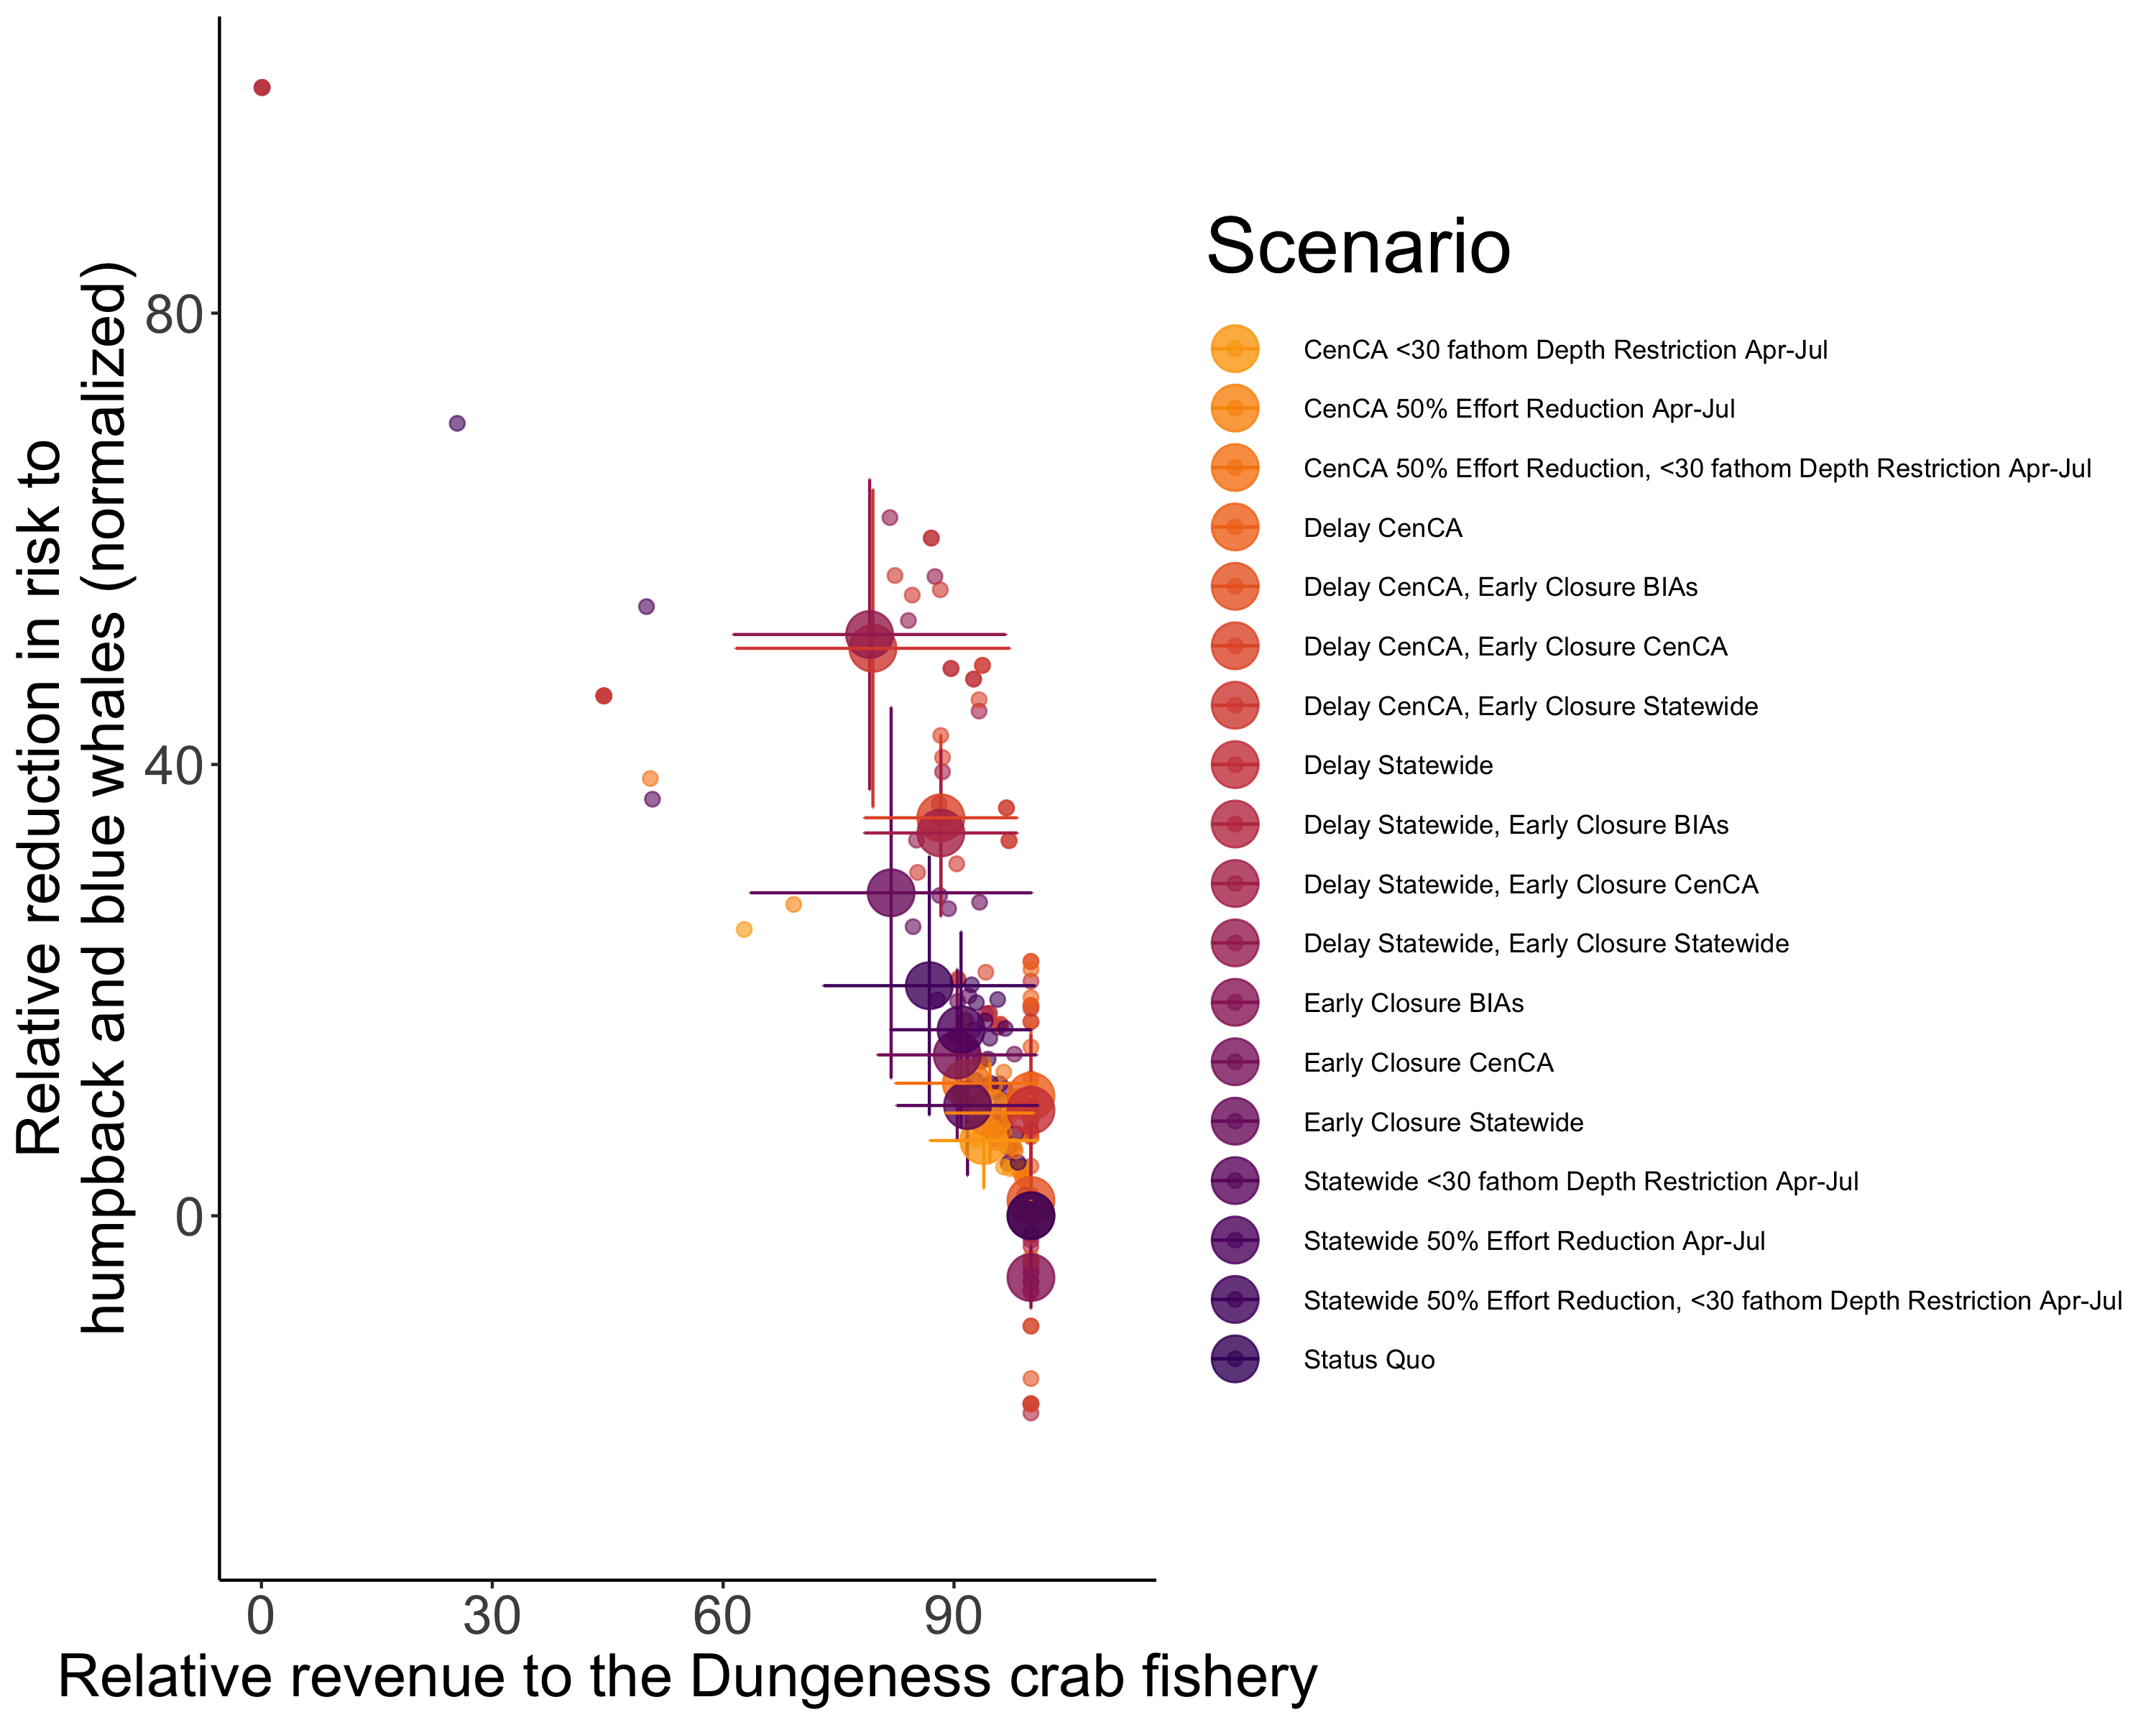 Relative reduction in risk to
humpback and blue whales (normalized)
80
40
0
0 30 60 90
Relative revenue to the Dungeness crab fishery
Scenario
CenCA <30 fathom Depth Restriction Apr-Jul
CenCA 50% Effort Reduction Apr-Jul
CenCA 50% Effort Reduction, <30 fathom Depth Restriction Apr-Jul
Delay CenCA
Delay CenCA, Early Closure BIAs
Delay CenCA, Early Closure CenCA
Delay CenCA, Early Closure Statewide
Delay Statewide
Delay Statewide, Early Closure BIAs
Delay Statewide, Early Closure CenCA
Delay Statewide, Early Closure Statewide
Early Closure BIAs
Early Closure CenCA
Early Closure Statewide
Statewide <30 fathom Depth Restriction Apr-Jul
Statewide 50% Effort Reduction Apr-Jul
Statewide 50% Effort Reduction, <30 fathom Depth Restriction Apr-Jul
Status Quo